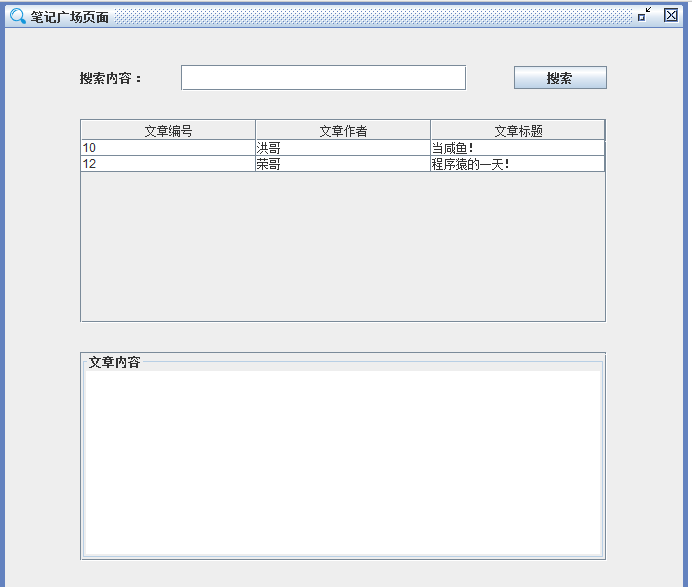 笔记广场页面
搜索内容： 搜索
文章编号 文章作者 文章标题
10 洪哥 当咸鱼！
12 荣哥 程序猿的一天！
文章内容